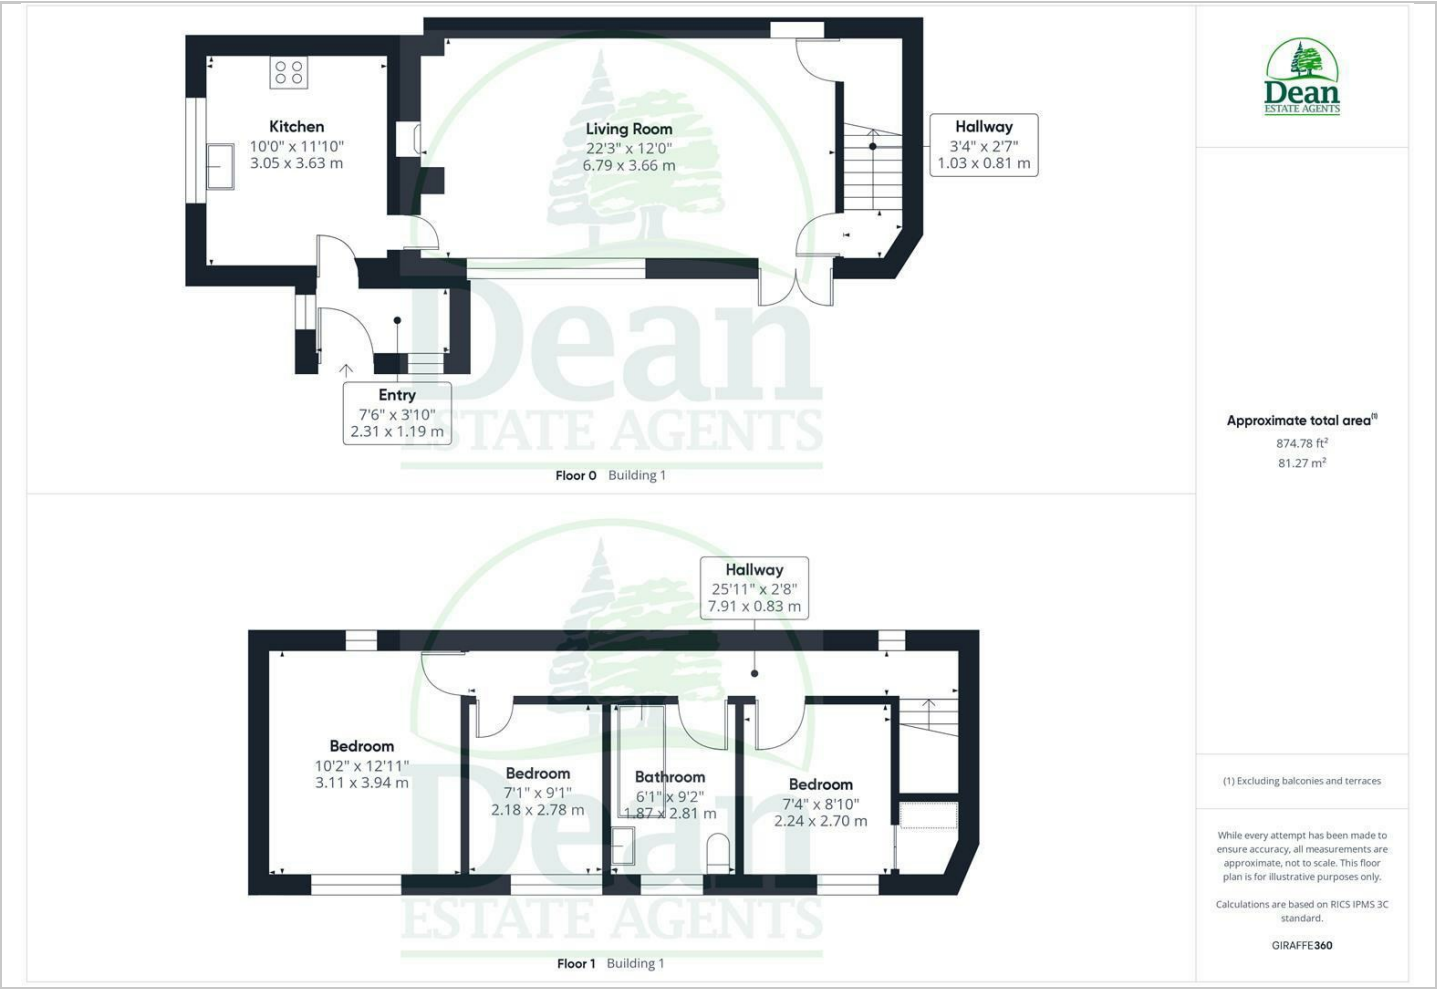 Kitchen
10'0" x 11'10"
3.05 x 3.63 m
Living Room
22'3" x 12'0"
6.79 x 3.66 m
Hallway
3'4" x 2'7"
1.03 x 0.81 m
Entry
7'6" x 3'10"
2.31 x 1.19 m
Dean
ESTATE AGENTS
Floor 0 Building 1
Hallway
25'11" x 2'8"
7.91 x 0.83 m
Bedroom
10'2" x 12'11"
3.11 x 3.94 m
Bedroom
7'1" x 9'1"
2.18 x 2.78 m
Bathroom
6'1" x 9'2"
1.87 x 2.81 m
Bedroom
7'4" x 8'10"
2.24 x 2.70 m
Dean
ESTATE AGENTS
Floor 1 Building 1
Dean
ESTATE AGENTS
Approximate total area(1)
874.78 ft²
81.27 m²
(1) Excluding balconies and terraces
While every attempt has been made to
ensure accuracy, all measurements are
approximate, not to scale. This floor
plan is for illustrative purposes only.
Calculations are based on RICS IPMS 3C
standard.
GIRAFFE360